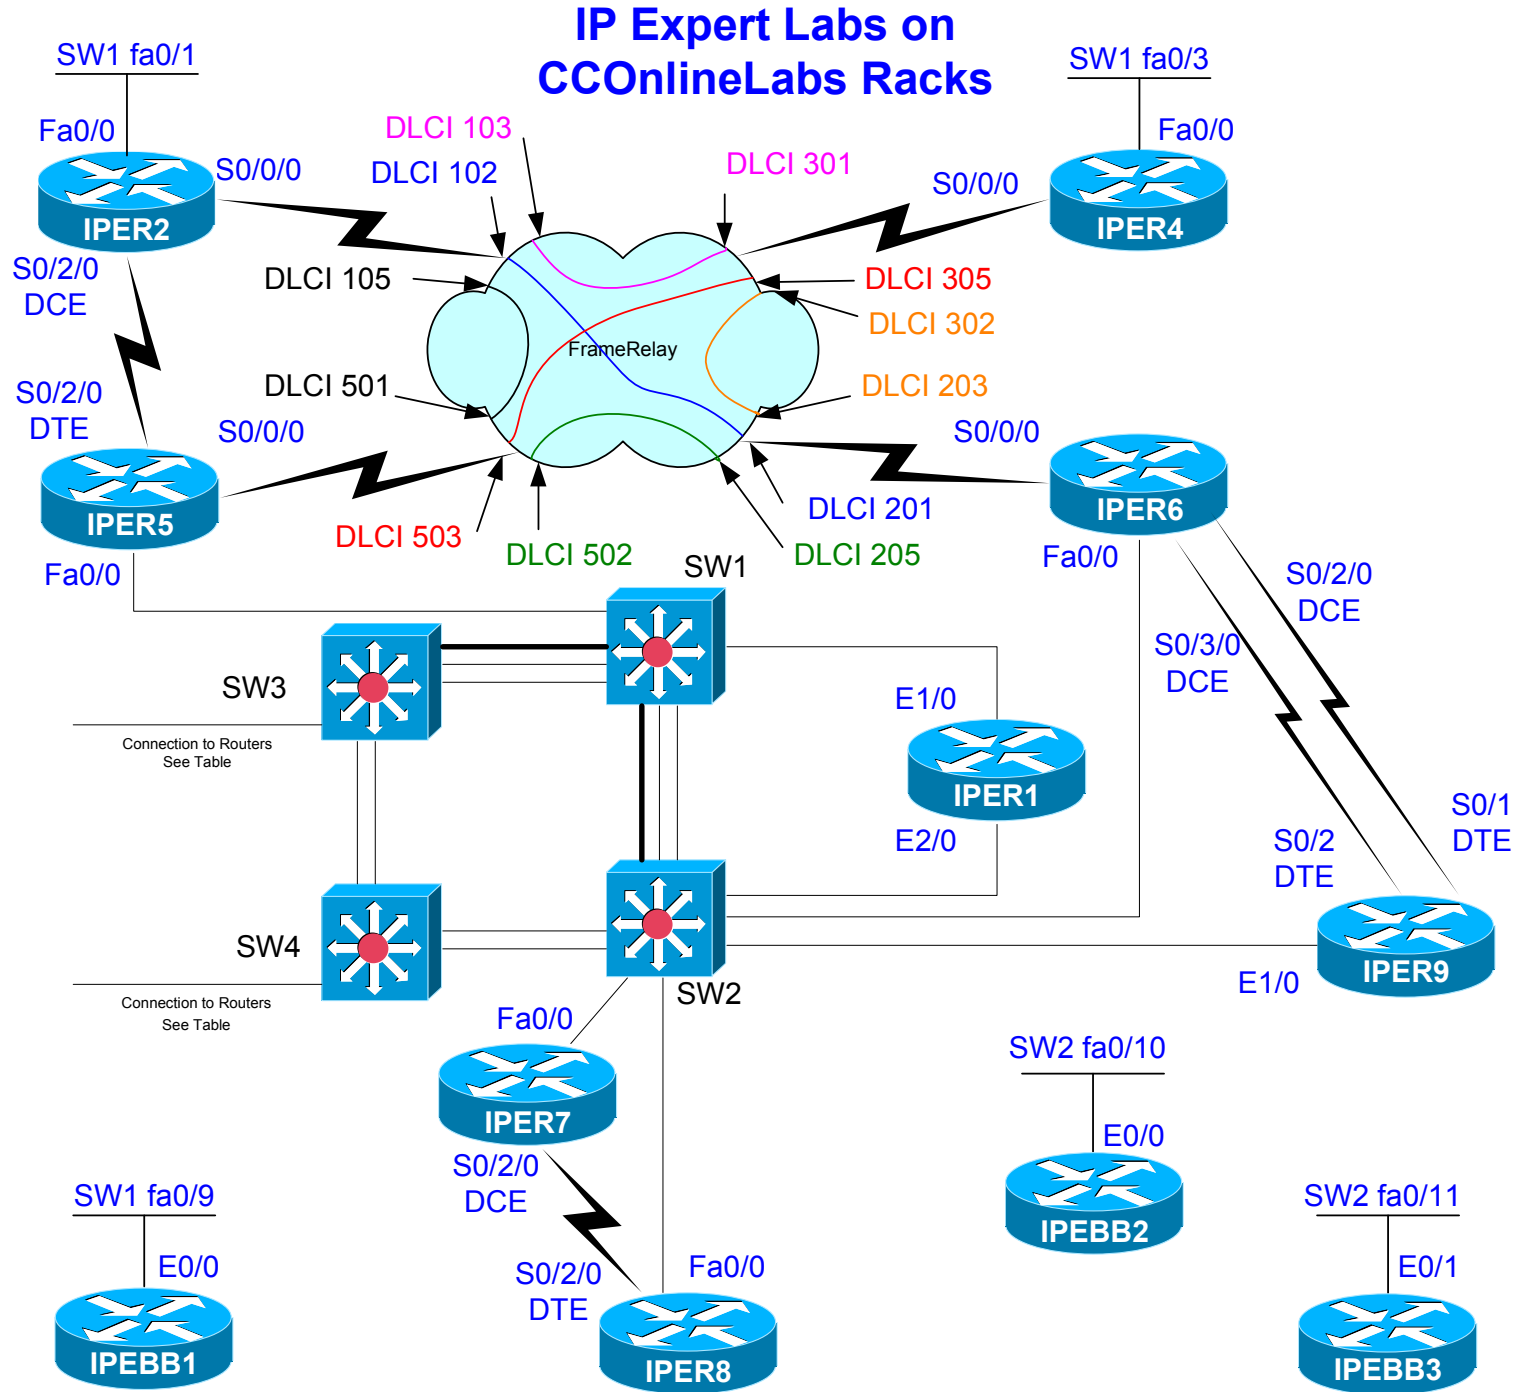 IP Expert Labs on
CCOnlineLabs Racks
SW1 fa0/1
SW1 fa0/3
Fa0/0
Fa0/0
DLCI 103
DLCI 102
DLCI 301
S0/0/0
S0/0/0
IPER2
IPER4
S0/2/0
DCE
DLCI 105
DLCI 305
DLCI 302
FrameRelay
DLCI 501
DLCI 203
S0/2/0
DTE
S0/0/0
S0/0/0
IPER5
IPER6
DLCI 503
DLCI 502
DLCI 201
DLCI 205
Fa0/0
Fa0/0
SW1
S0/2/0
DCE
S0/3/0
DCE
SW3
E1/0
Connection to Routers
See Table
IPER1
E2/0
S0/1
DTE
S0/2
DTE
SW4
SW2
IPER9
E1/0
Connection to Routers
See Table
Fa0/0
SW2 fa0/10
IPER7
E0/0
S0/2/0
DCE
SW1 fa0/9
SW2 fa0/11
IPEBB2
E0/0
S0/2/0
DTE
Fa0/0
E0/1
IPEBB1
IPER8
IPEBB3